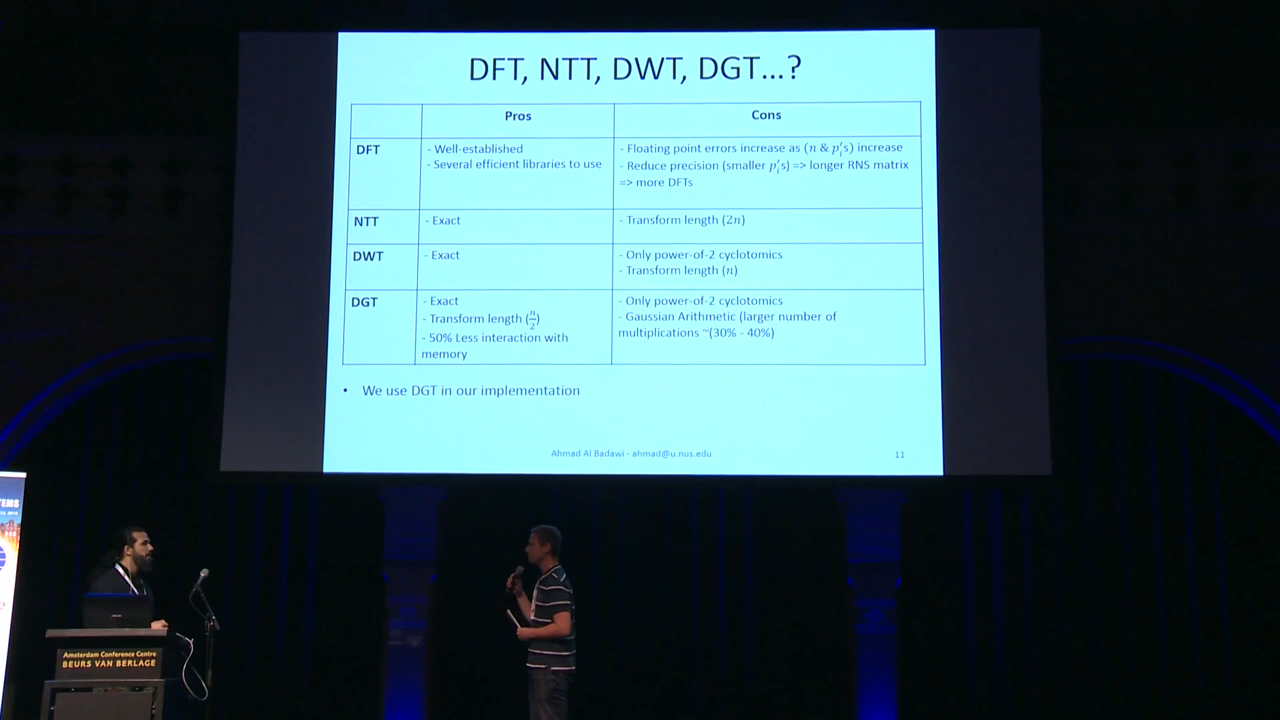 DFT, NTT, DWT, DGT...?
Pros
Cons
DFT
- Well-established
- Several efficient libraries to use
- Floating point errors increase as (n & p'ᵢs) increase
- Reduce precision (smaller p'ᵢs) => longer RNS matrix
=> more DFTs
NTT
- Exact
- Transform length (2n)
DWT
- Exact
- Only power-of-2 cyclotomics
- Transform length (n)
DGT
- Exact
- Transform length (n/2)
- 50% Less interaction with
memory
- Only power-of-2 cyclotomics
- Gaussian Arithmetic (larger number of
multiplications ~(30% - 40%)
• We use DGT in our implementation
Ahmad Al Badawi - ahmad@u.nus.edu
11
Amsterdam Conference Centre
BEURS VAN BERLAGE